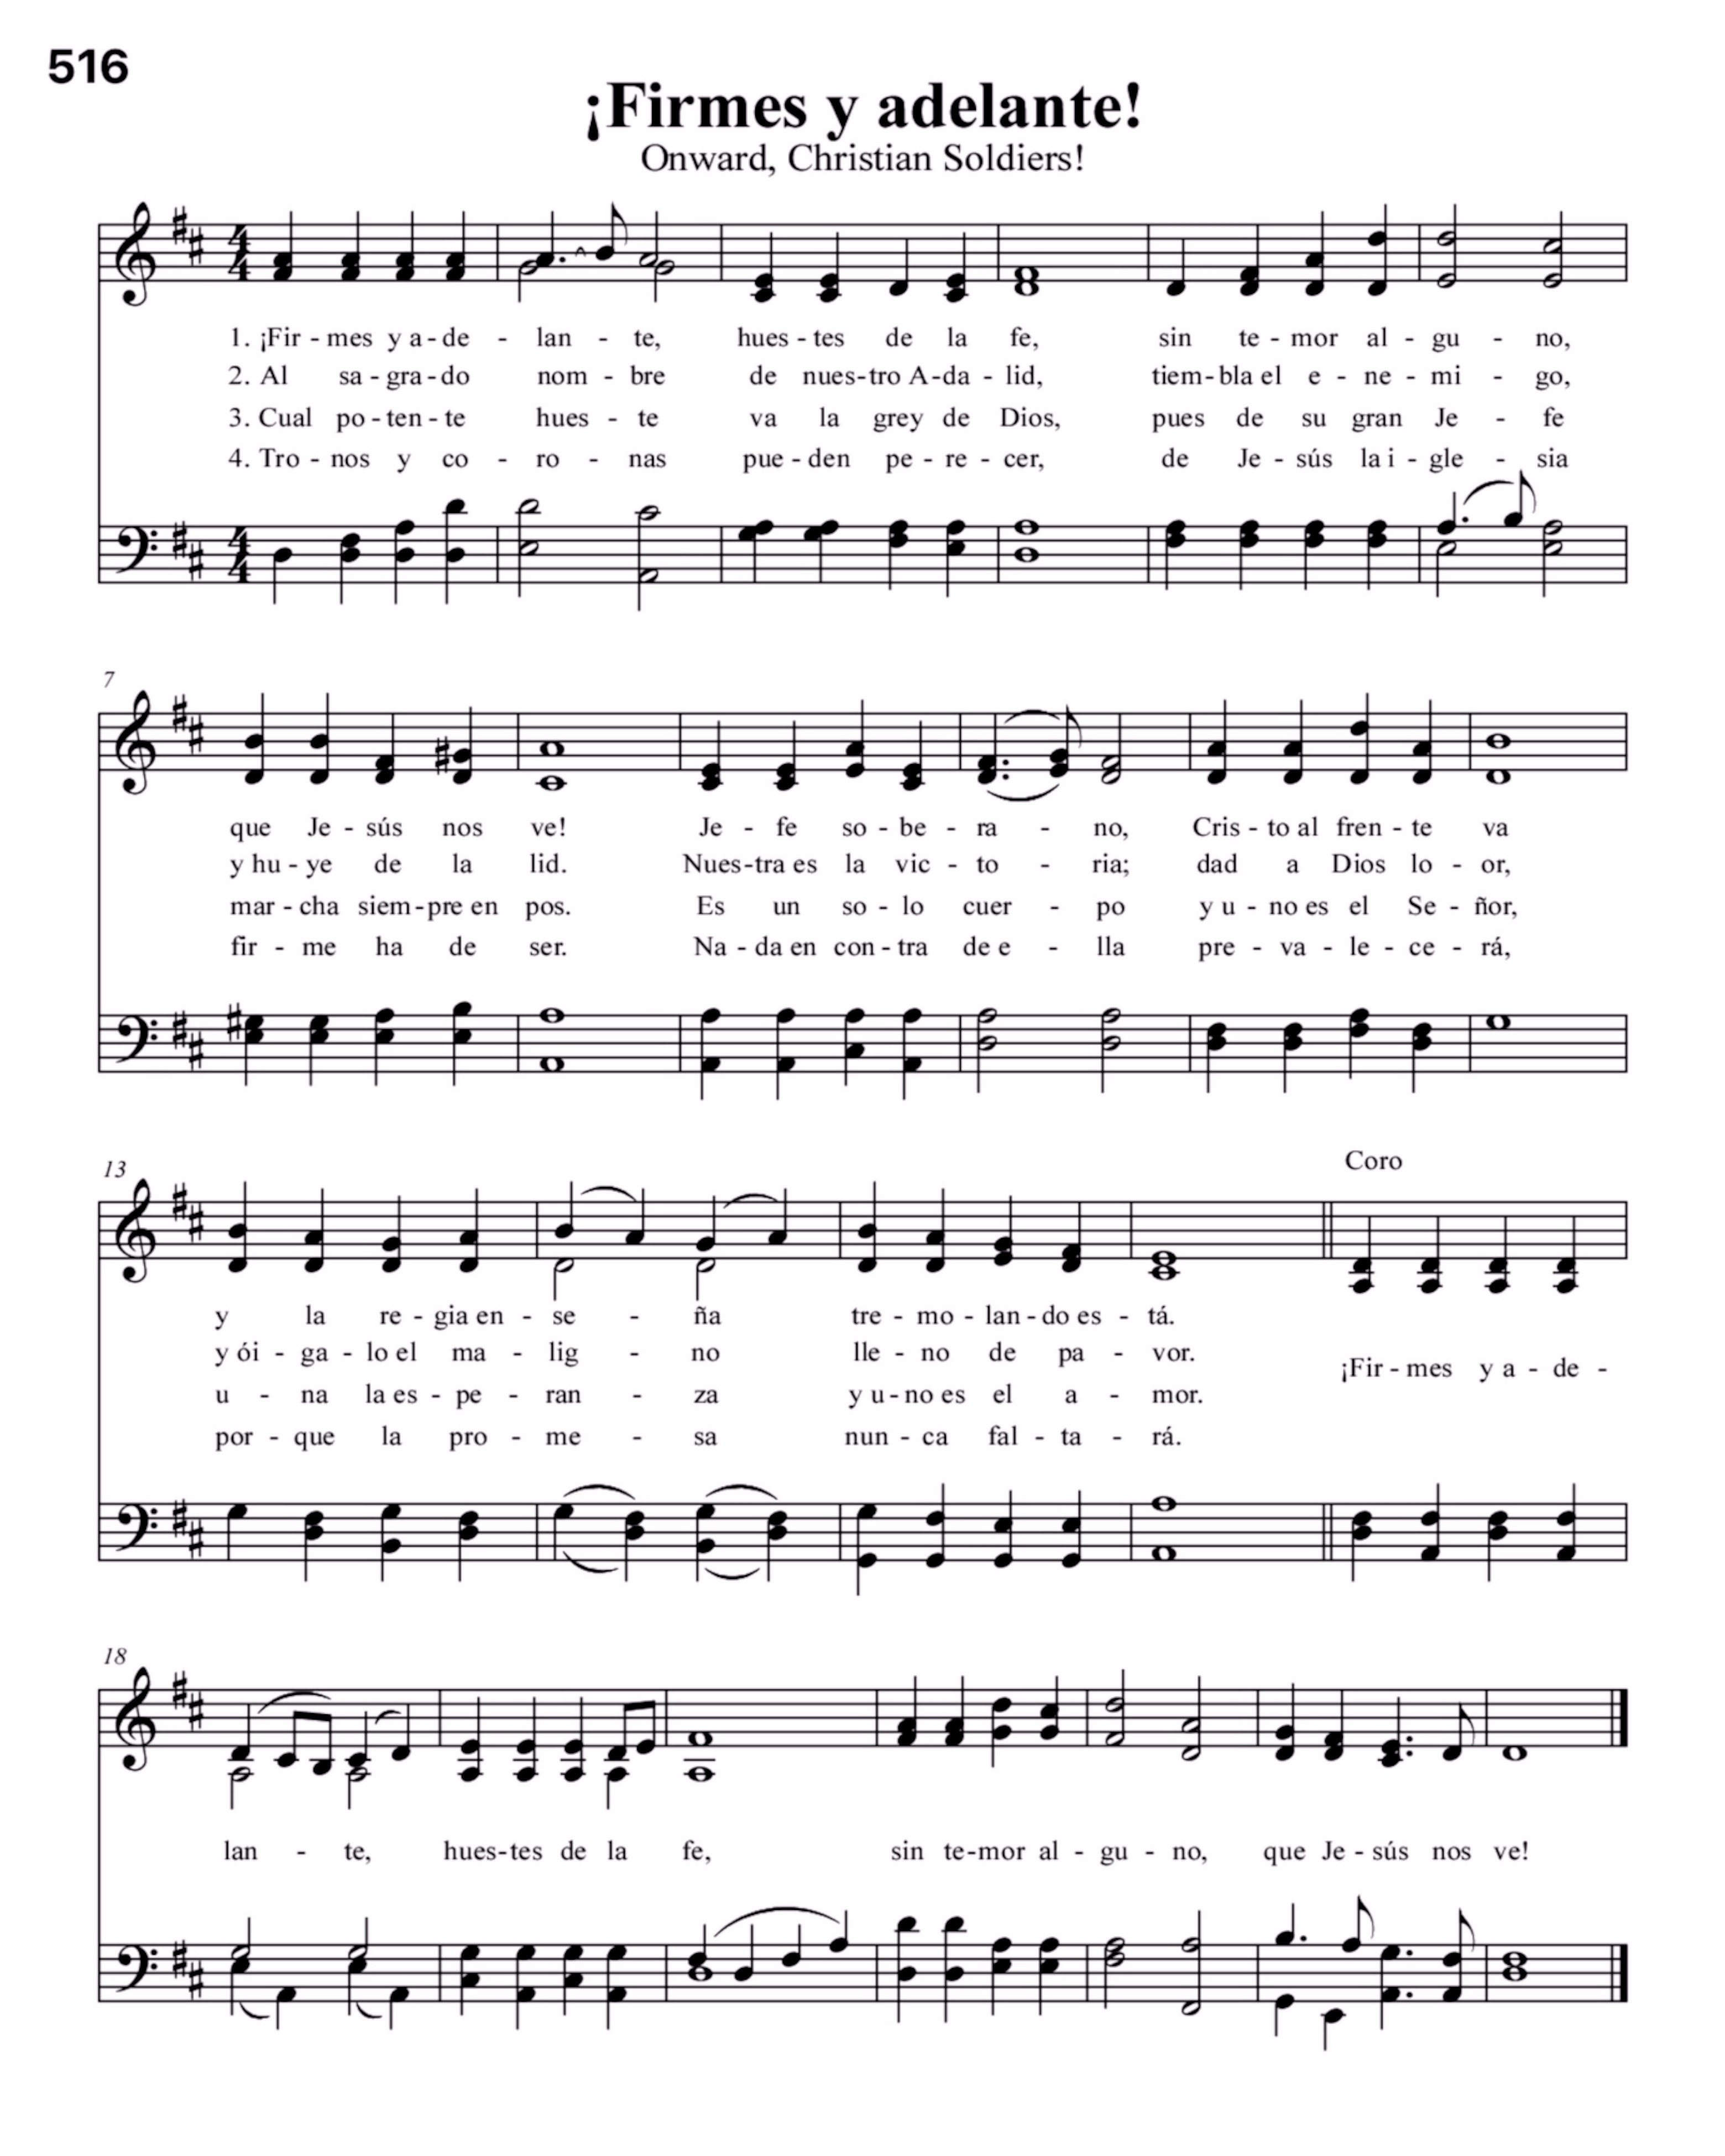 516
¡Firmes y adelante!
Onward, Christian Soldiers!
1. ¡Fir - mes y a - de - lan - te, hues - tes de la fe, sin te - mor al - gu - no,
2. Al sa - gra - do nom - bre de nues - tro A - da - lid, tiem - bla el e - ne - mi - go,
3. Cual po - ten - te hues - te va la grey de Dios, pues de su gran Je - fe
4. Tro - nos y co - ro - nas pue - den pe - re - cer, de Je - sús la i - gle - sia
7
que Je - sús nos ve! Je - fe so - be - ra - no, Cris - to al fren - te va
y hu - ye de la lid. Nues - tra es la vic - to - ria; dad a Dios lo - or,
mar - cha siem - pre en pos. Es un so - lo cuer - po y u - no es el Se - ñor,
fir - me ha de ser. Na - da en con - tra de e - lla pre - va - le - ce - rá,
13
Coro
y la re - gia en - se - ña tre - mo - lan - do es - tá.
y ói - ga - lo el ma - lig - no lle - no de pa - vor.
¡Fir - mes y a - de -
u - na la es - pe - ran - za y u - no es el a - mor.
por - que la pro - me - sa nun - ca fal - ta - rá.
18
lan - te, hues - tes de la fe, sin te - mor al - gu - no, que Je - sús nos ve!